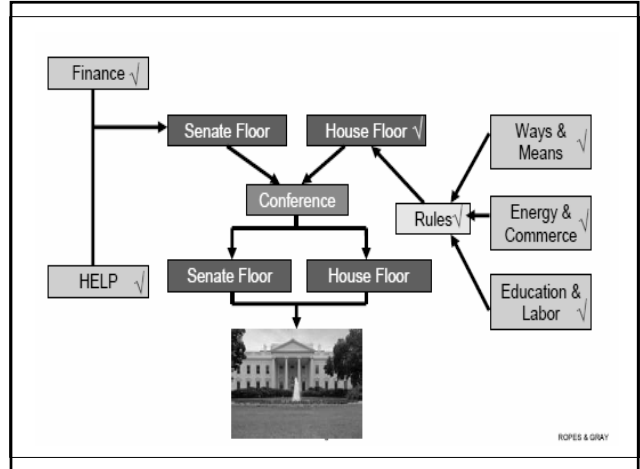 Finance √
Senate Floor
House Floor √
Ways &
Means √
Conference
Rules √
Energy &
Commerce √
HELP √
Senate Floor
House Floor
Education &
Labor √
ROPES & GRAY